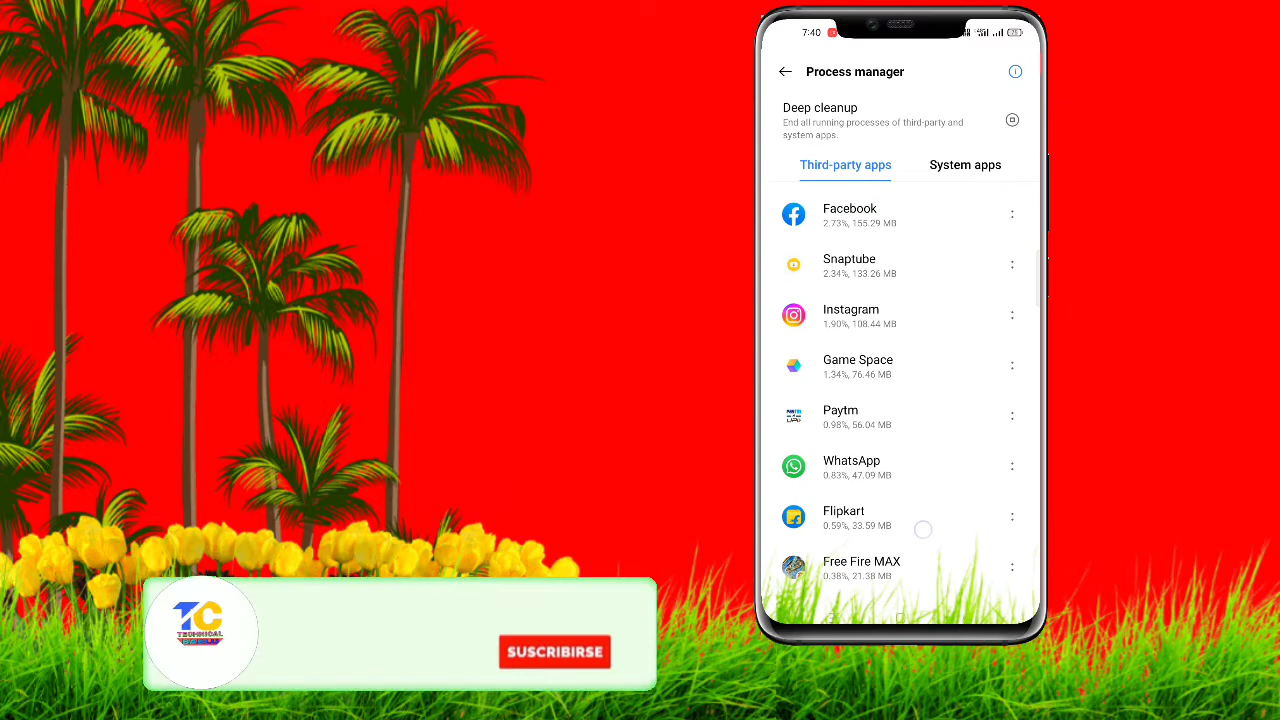 7:40
Process manager
Deep cleanup
End all running processes of third-party and
system apps.
Third-party apps
System apps
Facebook
2.73%, 155.29 MB
Snaptube
2.34%, 133.26 MB
Instagram
1.90%, 108.44 MB
Game Space
1.34%, 76.46 MB
Paytm
0.98%, 56.04 MB
WhatsApp
0.83%, 47.09 MB
Flipkart
0.59%, 33.59 MB
Free Fire MAX
0.38%, 21.38 MB
TC
TECHNICAL
SUSCRIBIRSE